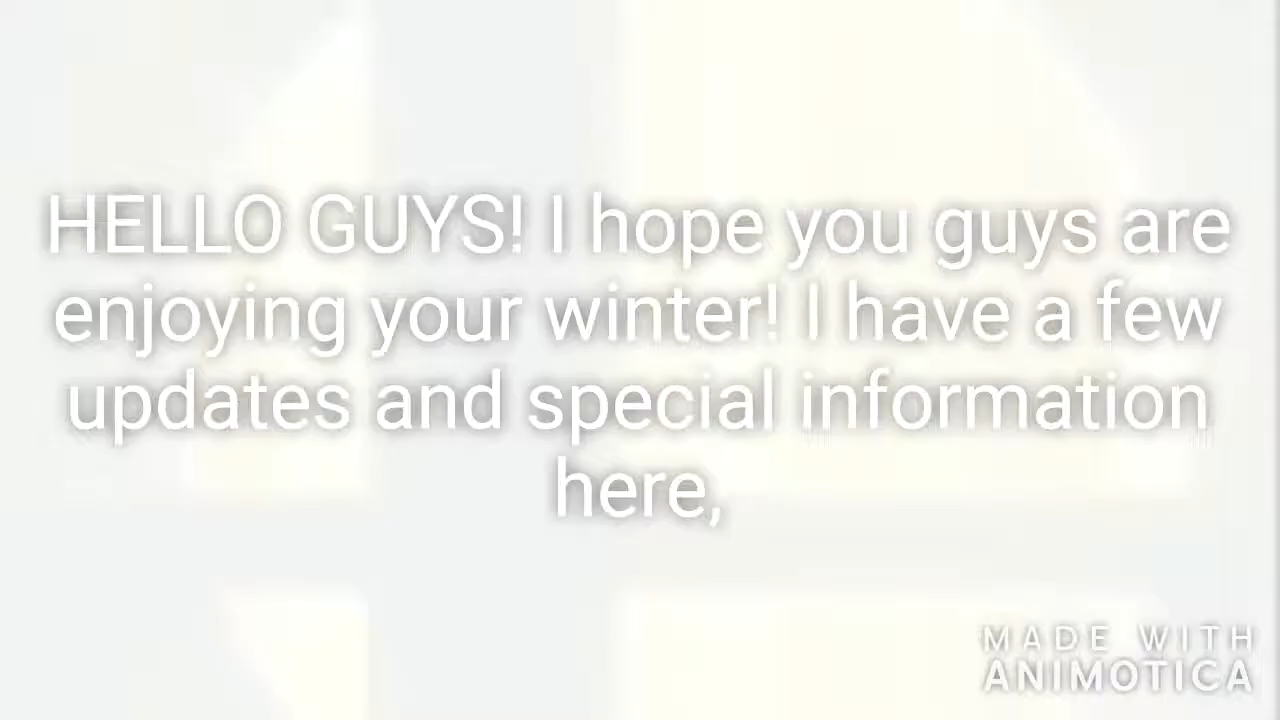 HELLO GUYS! I hope you guys are
enjoying your winter! I have a few
updates and special information
here,
MADE WITH
ANIMOTICA